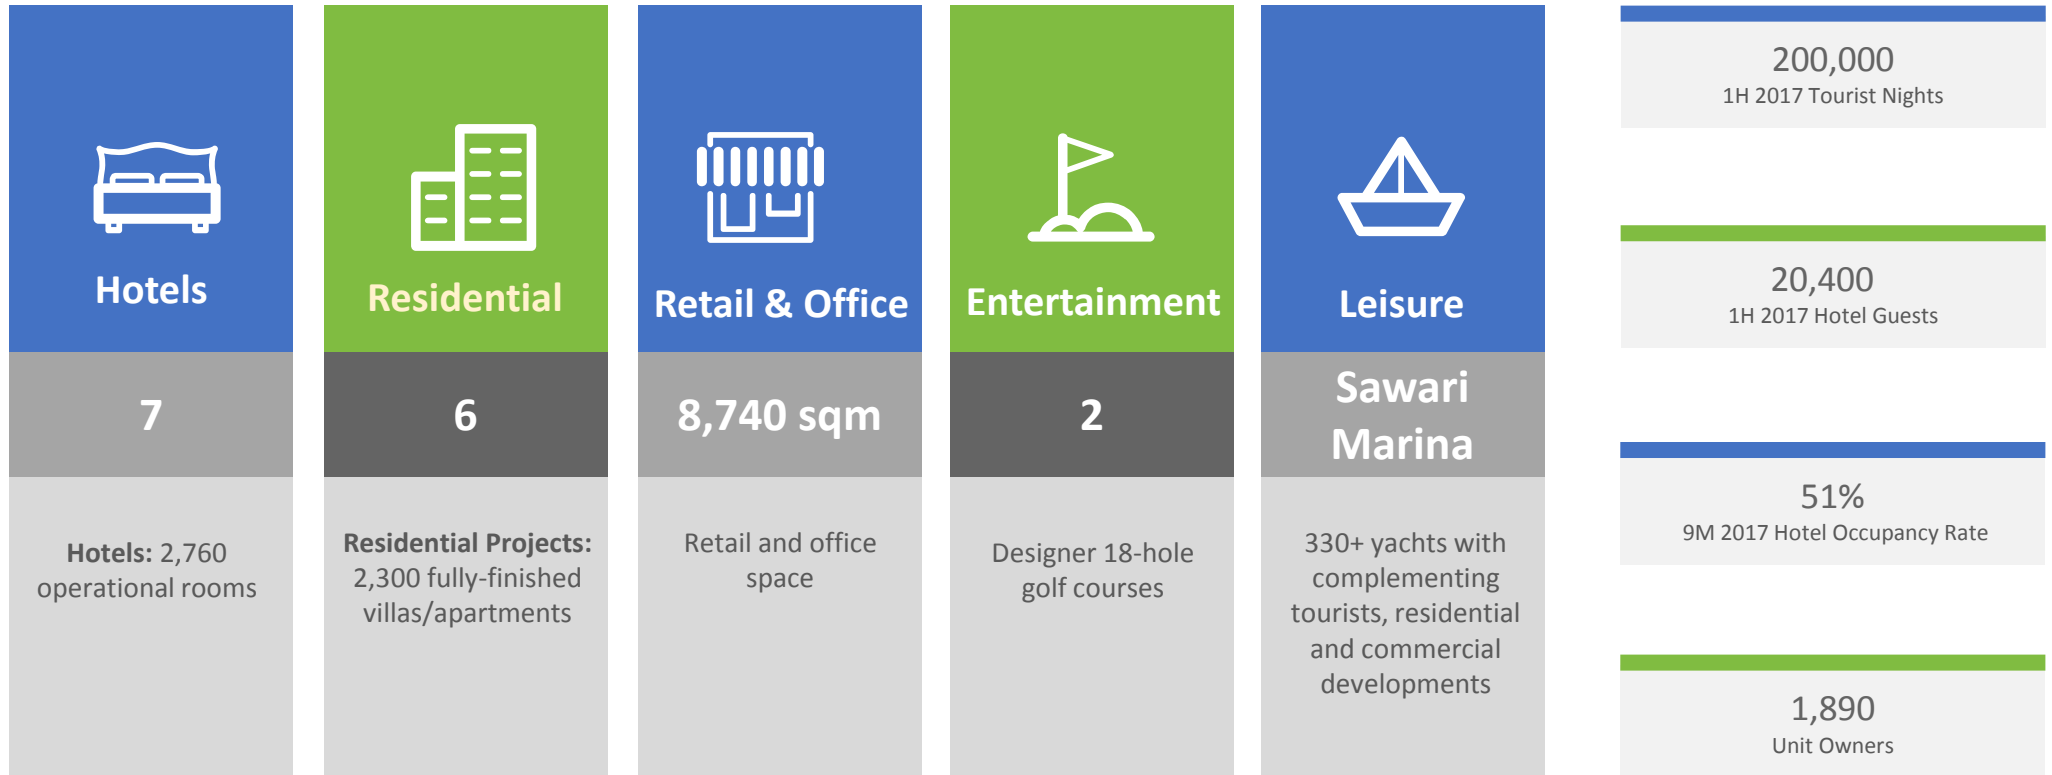 Hotels
7
Hotels: 2,760
operational rooms
Residential
6
Residential Projects:
2,300 fully-finished
villas/apartments
Retail & Office
8,740 sqm
Retail and office
space
Entertainment
2
Designer 18-hole
golf courses
Leisure
Sawari
Marina
330+ yachts with
complementing
tourists, residential
and commercial
developments
200,000
1H 2017 Tourist Nights
20,400
1H 2017 Hotel Guests
51%
9M 2017 Hotel Occupancy Rate
1,890
Unit Owners